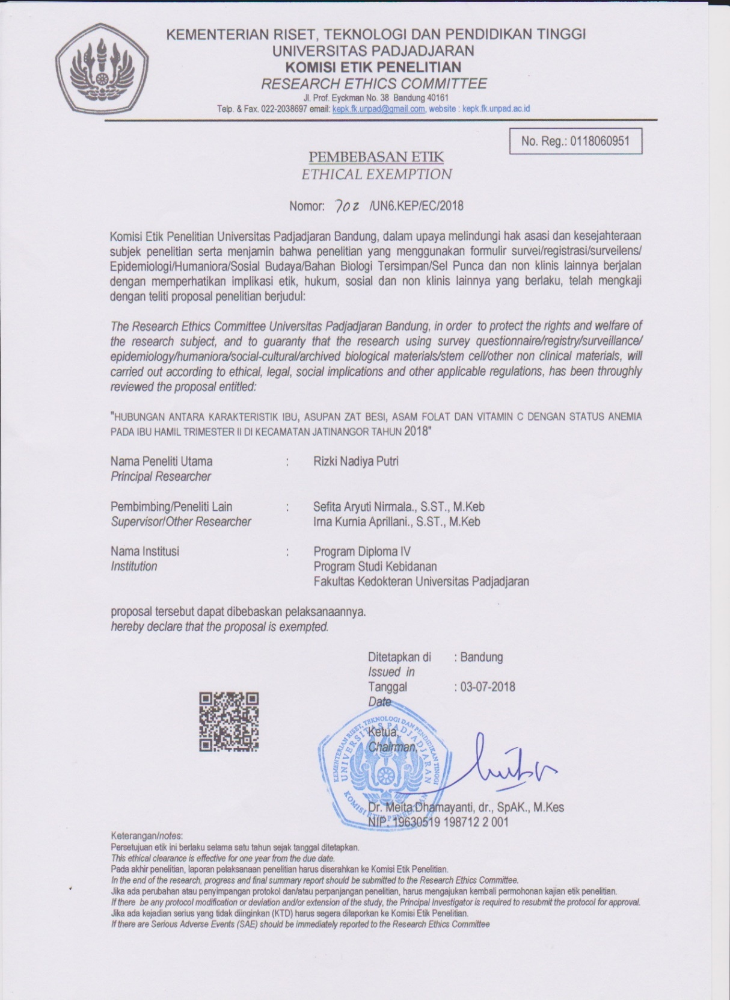 KEMENTERIAN RISET, TEKNOLOGI DAN PENDIDIKAN TINGGI
UNIVERSITAS PADJADJARAN
KOMISI ETIK PENELITIAN
RESEARCH ETHICS COMMITTEE
Jl. Prof. Eyckman No. 38 Bandung 40161
Telp. & Fax. 022-2038697 email: kepk.fk.unpad@gmail.com, website : kepk.fk.unpad.ac.id
No. Reg.: 0118060951
PEMBEBASAN ETIK
ETHICAL EXEMPTION
Nomor: 702 /UN6.KEP/EC/2018
Komisi Etik Penelitian Universitas Padjadjaran Bandung, dalam upaya melindungi hak asasi dan kesejahteraan
subjek penelitian serta menjamin bahwa penelitian yang menggunakan formulir survei/registrasi/surveilens/
Epidemiologi/Humaniora/Sosial Budaya/Bahan Biologi Tersimpan/Sel Punca dan non klinis lainnya berjalan
dengan memperhatikan implikasi etik, hukum, sosial dan non klinis lainnya yang berlaku, telah mengkaji
dengan teliti proposal penelitian berjudul:
The Research Ethics Committee Universitas Padjadjaran Bandung, in order to protect the rights and welfare of
the research subject, and to guaranty that the research using survey questionnaire/registry/surveillance/
epidemiology/humaniora/social-cultural/archived biological materials/stem cell/other non clinical materials, will
carried out according to ethical, legal, social implications and other applicable regulations, has been throughly
reviewed the proposal entitled:
"HUBUNGAN ANTARA KARAKTERISTIK IBU, ASUPAN ZAT BESI, ASAM FOLAT DAN VITAMIN C DENGAN STATUS ANEMIA
PADA IBU HAMIL TRIMESTER II DI KECAMATAN JATINANGOR TAHUN 2018"
Nama Peneliti Utama : Rizki Nadiya Putri
Principal Researcher
Pembimbing/Peneliti Lain : Sefita Aryuti Nirmala., S.ST., M.Keb
Supervisor/Other Researcher Irna Kurnia Aprillani., S.ST., M.Keb
Nama Institusi : Program Diploma IV
Institution Program Studi Kebidanan
Fakultas Kedokteran Universitas Padjadjaran
proposal tersebut dapat dibebaskan pelaksanaannya.
hereby declare that the proposal is exempted.
Ditetapkan di : Bandung
Issued in
Tanggal : 03-07-2018
Date
KEMENTERIAN RISET, TEKNOLOGI DAN PENDIDIKAN TINGGI
UNIVERSITAS PADJADJARAN
KOMISI ETIK PENELITIAN
Ketua,
Chairman,
Dr. Meita Dhamayanti, dr., SpAK., M.Kes
NIP. 19630519 198712 2 001
Keterangan/notes:
Persetujuan etik ini berlaku selama satu tahun sejak tanggal ditetapkan.
This ethical clearance is effective for one year from the due date.
Pada akhir penelitian, laporan pelaksanaan penelitian harus diserahkan ke Komisi Etik Penelitian.
In the end of the research, progress and final summary report should be submitted to the Research Ethics Committee.
Jika ada perubahan atau penyimpangan protokol dan/atau perpanjangan penelitian, harus mengajukan kembali permohonan kajian etik penelitian.
If there be any protocol modification or deviation and/or extension of the study, the Principal Investigator is required to resubmit the protocol for approval.
Jika ada kejadian serius yang tidak diinginkan (KTD) harus segera dilaporkan ke Komisi Etik Penelitian.
If there are Serious Adverse Events (SAE) should be immediately reported to the Research Ethics Committee